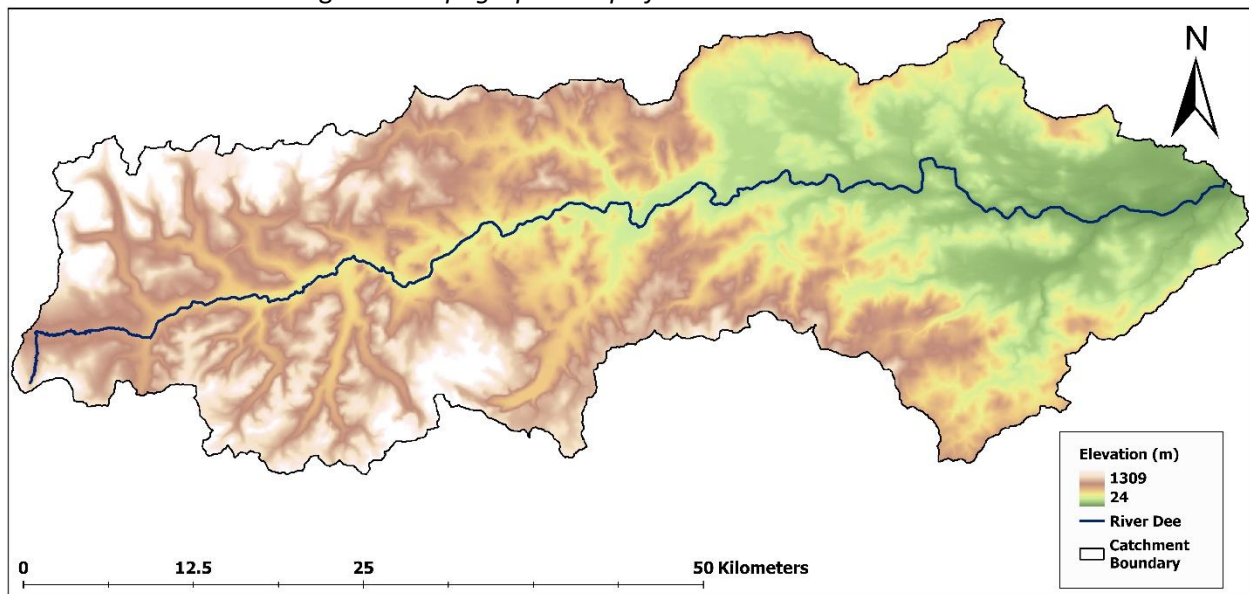 N
Elevation (m)
1309
24
River Dee
Catchment
Boundary
0 12.5 25 50 Kilometers